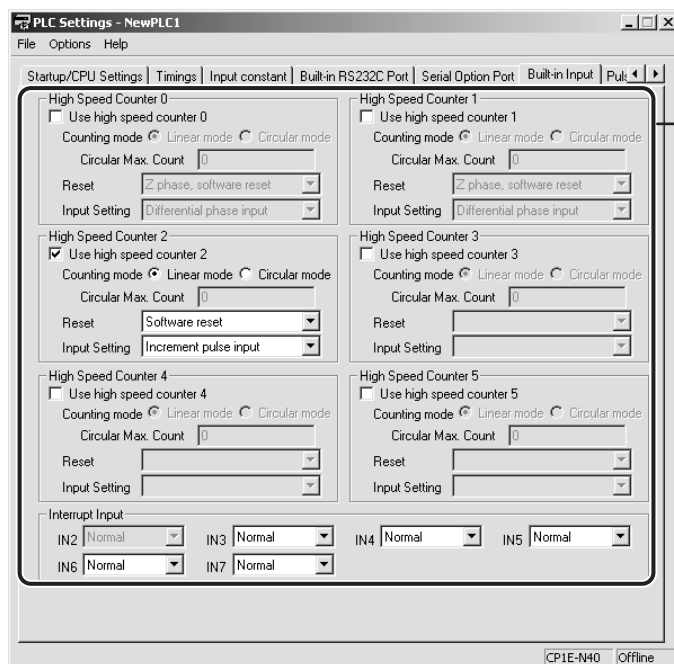 PLC Settings - NewPLC1
File Options Help
Startup/CPU Settings Timings Input constant Built-in RS232C Port Serial Option Port Built-in Input
High Speed Counter 0
Use high speed counter 0
Counting mode Linear mode Circular mode
Circular Max. Count 0
Reset Z phase, software reset
Input Setting Differential phase input
High Speed Counter 1
Use high speed counter 1
Counting mode Linear mode Circular mode
Circular Max. Count 0
Reset Z phase, software reset
Input Setting Differential phase input
High Speed Counter 2
Use high speed counter 2
Counting mode Linear mode Circular mode
Circular Max. Count 0
Reset Software reset
Input Setting Increment pulse input
High Speed Counter 3
Use high speed counter 3
Counting mode Linear mode Circular mode
Circular Max. Count 0
Reset
Input Setting
High Speed Counter 4
Use high speed counter 4
Counting mode Linear mode Circular mode
Circular Max. Count 0
Reset
Input Setting
High Speed Counter 5
Use high speed counter 5
Counting mode Linear mode Circular mode
Circular Max. Count 0
Reset
Input Setting
Interrupt Input
IN2 Normal IN3 Normal IN4 Normal IN5 Normal
IN6 Normal IN7 Normal
CP1E-N40 Offline